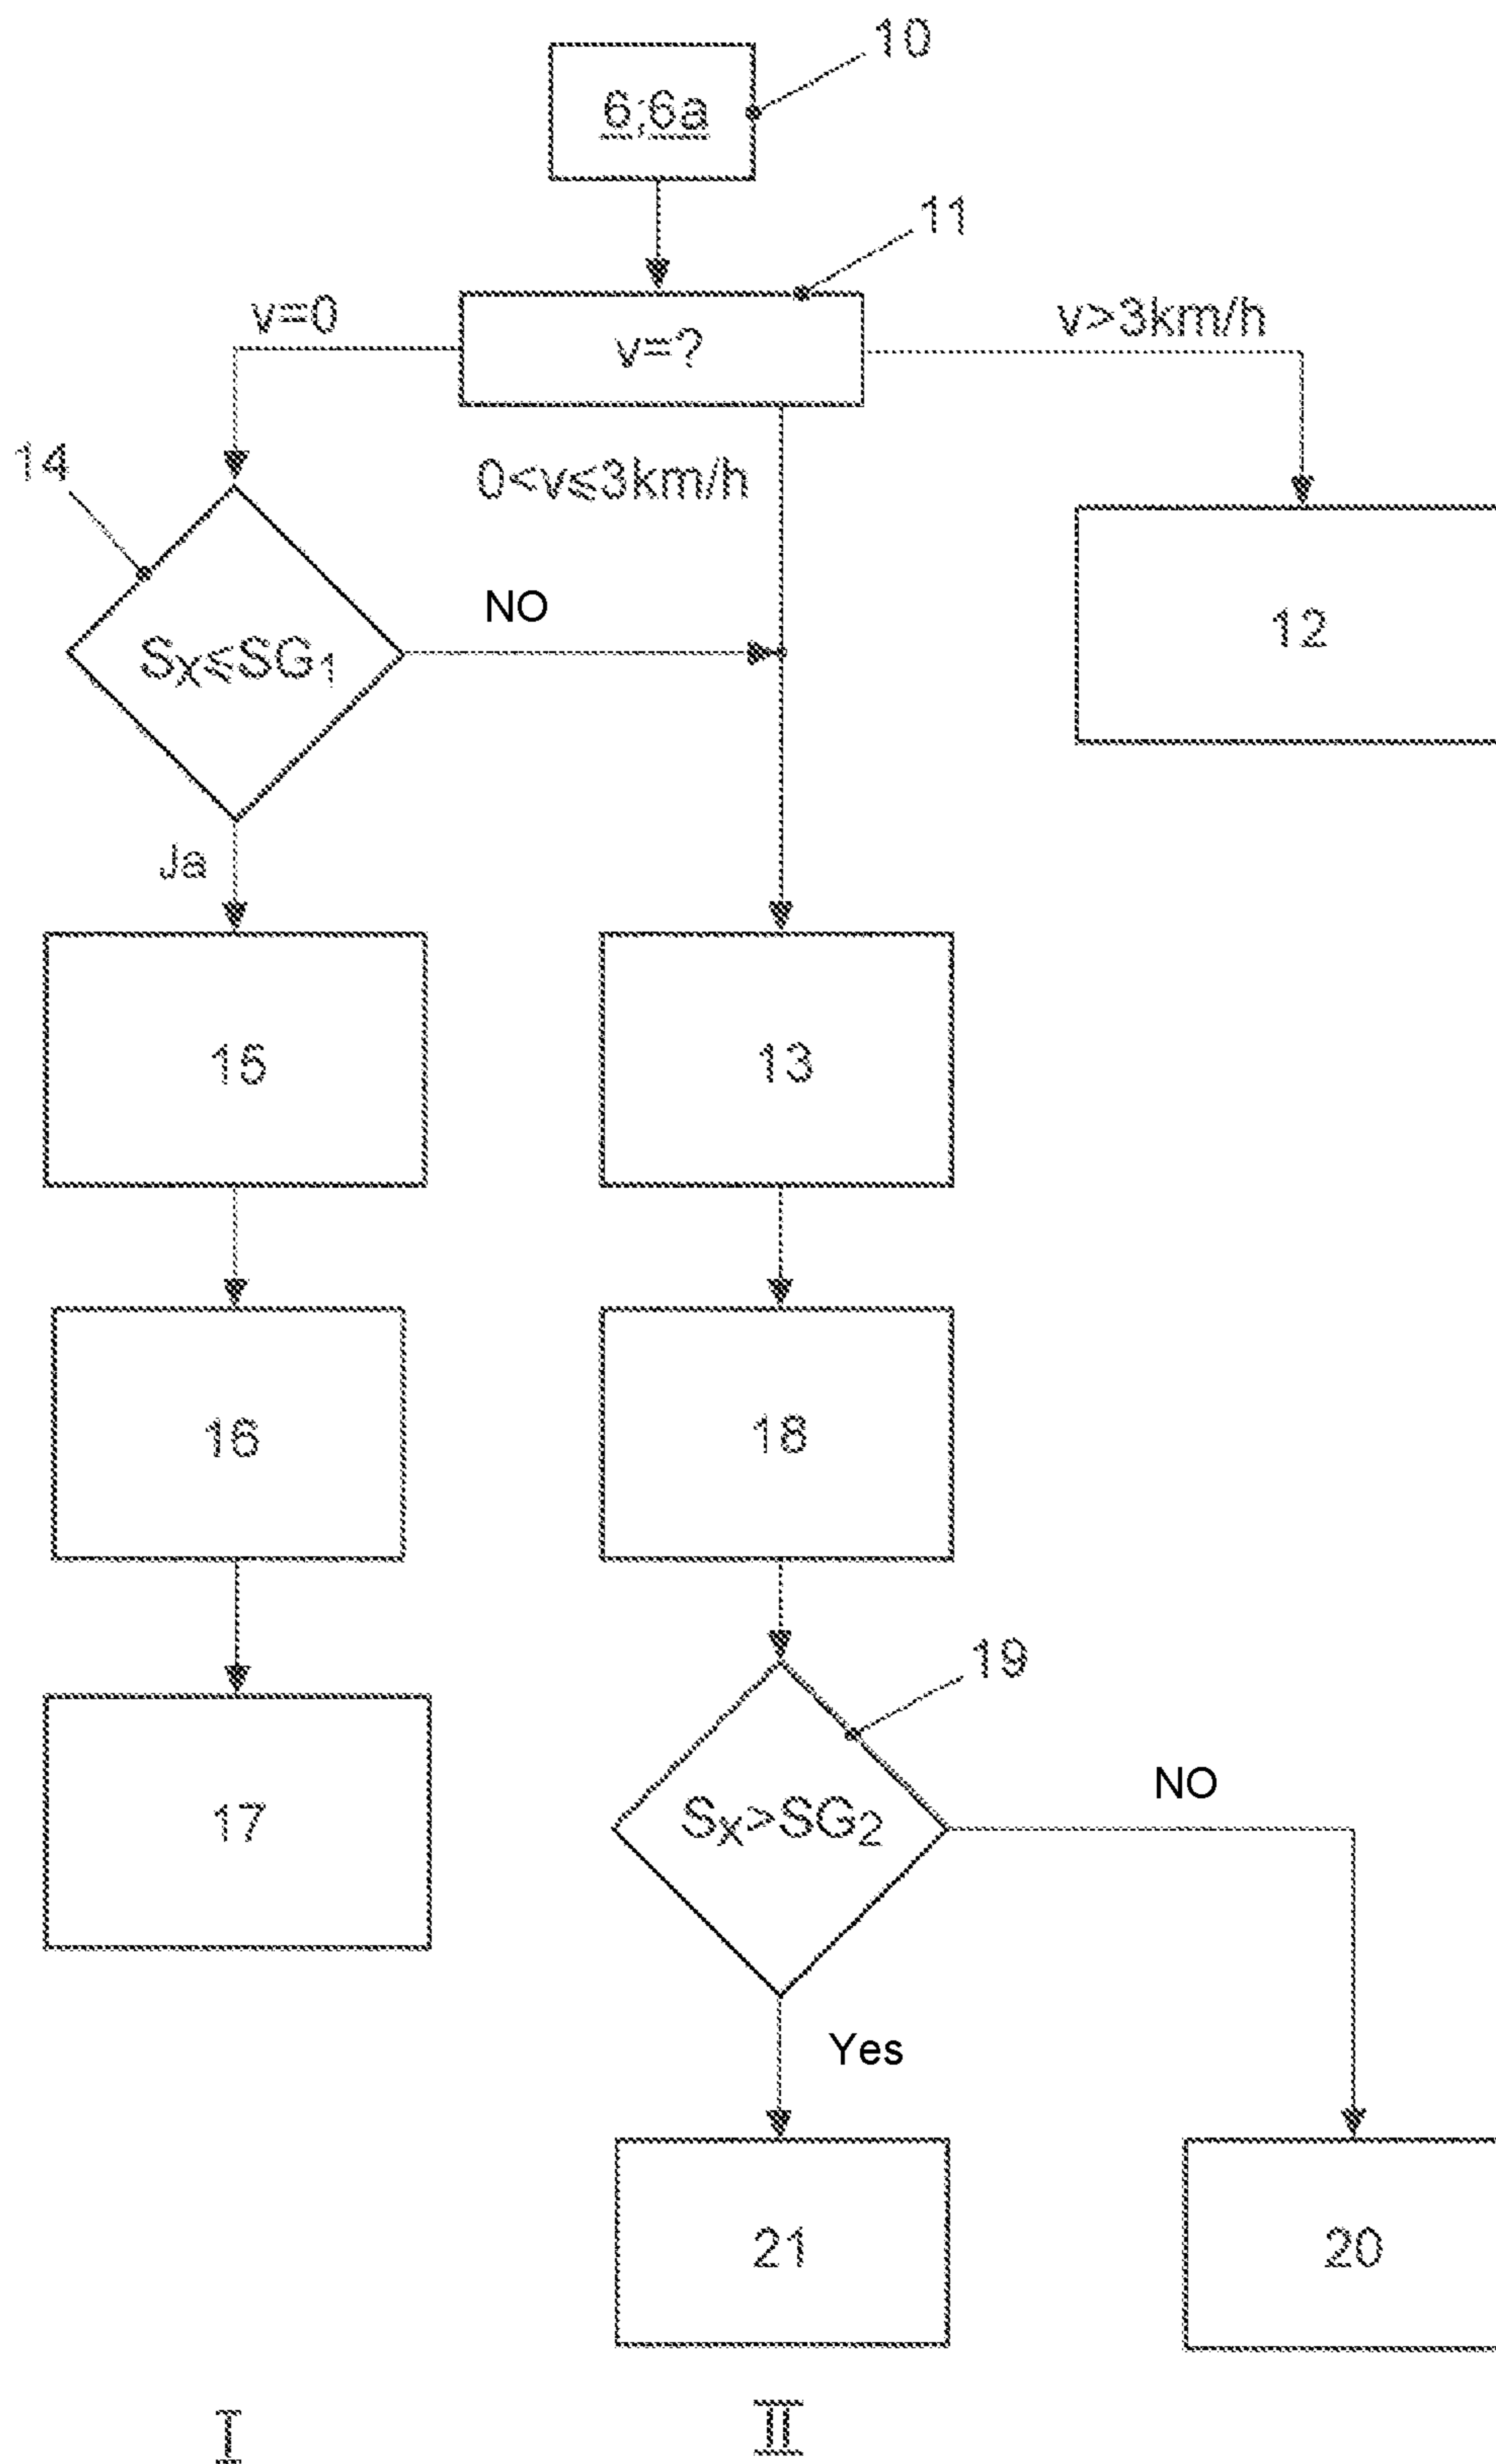 10
6;6a
11
v=0
v=?
v>3km/h
14
0<v≤3km/h
NO
12
SX≤SG1
Ja
15
13
16
18
19
17
SX>SG2
NO
Yes
21
20
I
II